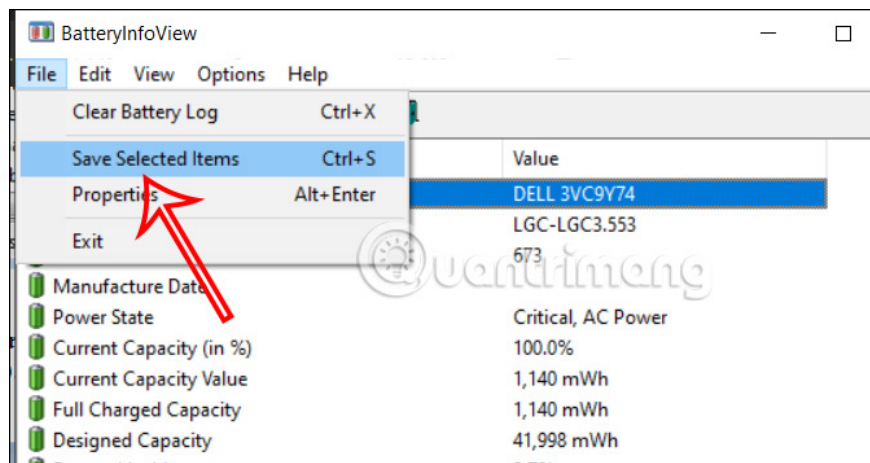 BatteryInfoView
File Edit View Options Help
Clear Battery Log Ctrl+X
Save Selected Items Ctrl+S
Value
Properties Alt+Enter
DELL 3VC9Y74
LGC-LGC3.553
Exit
673
Quantrimang
Manufacture Date
Power State Critical, AC Power
Current Capacity (in %) 100.0%
Current Capacity Value 1,140 mWh
Full Charged Capacity 1,140 mWh
Designed Capacity 41,998 mWh